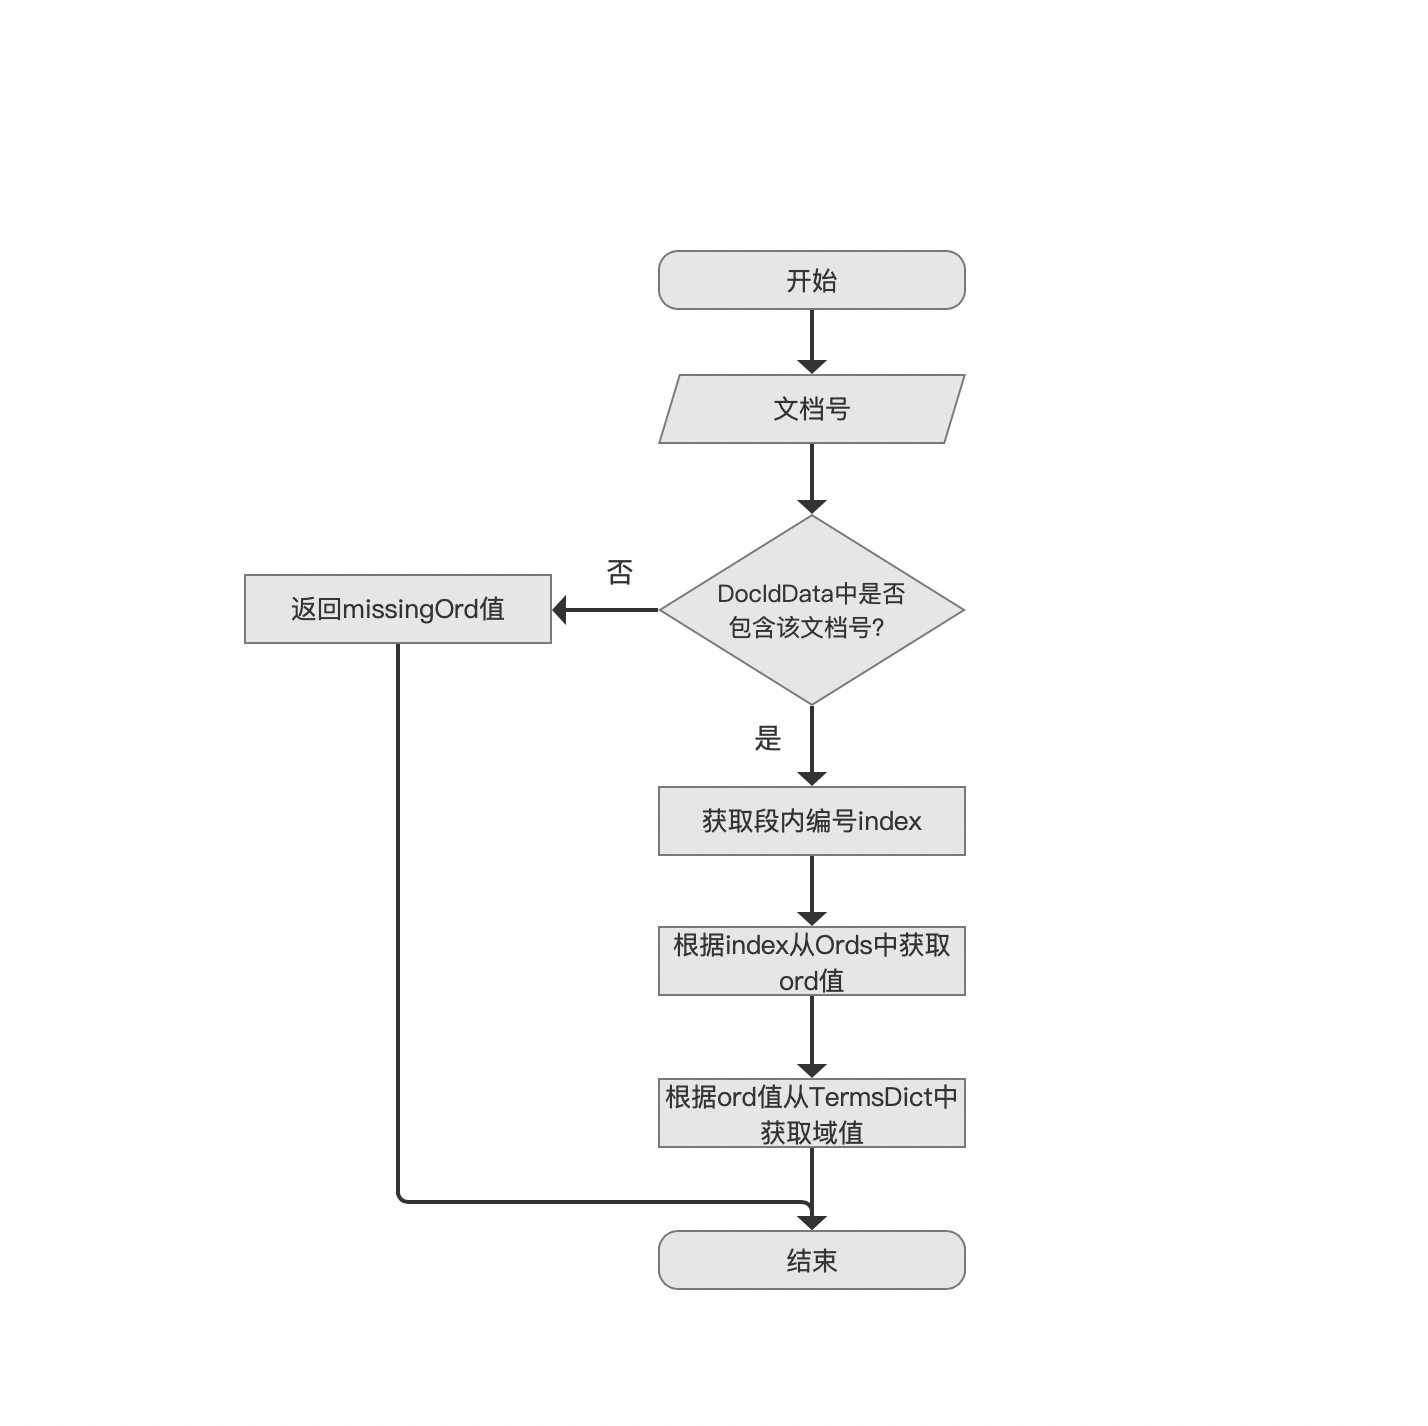 开始
文档号
否
返回missingOrd值
DocIdData中是否
包含该文档号？
是
获取段内编号index
根据index从Ords中获取
ord值
根据ord值从TermsDict中
获取域值
结束